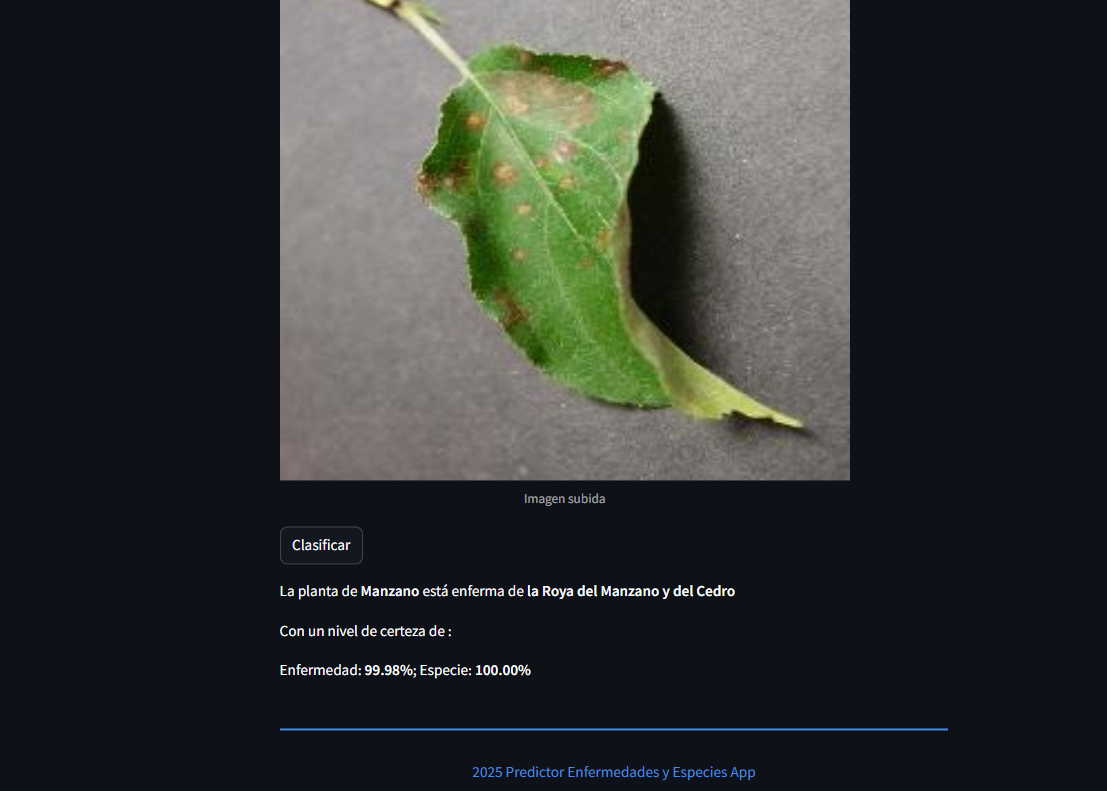 Imagen subida
Clasificar
La planta de Manzano está enferma de la Roya del Manzano y del Cedro
Con un nivel de certeza de :
Enfermedad: 99.98%; Especie: 100.00%
2025 Predictor Enfermedades y Especies App